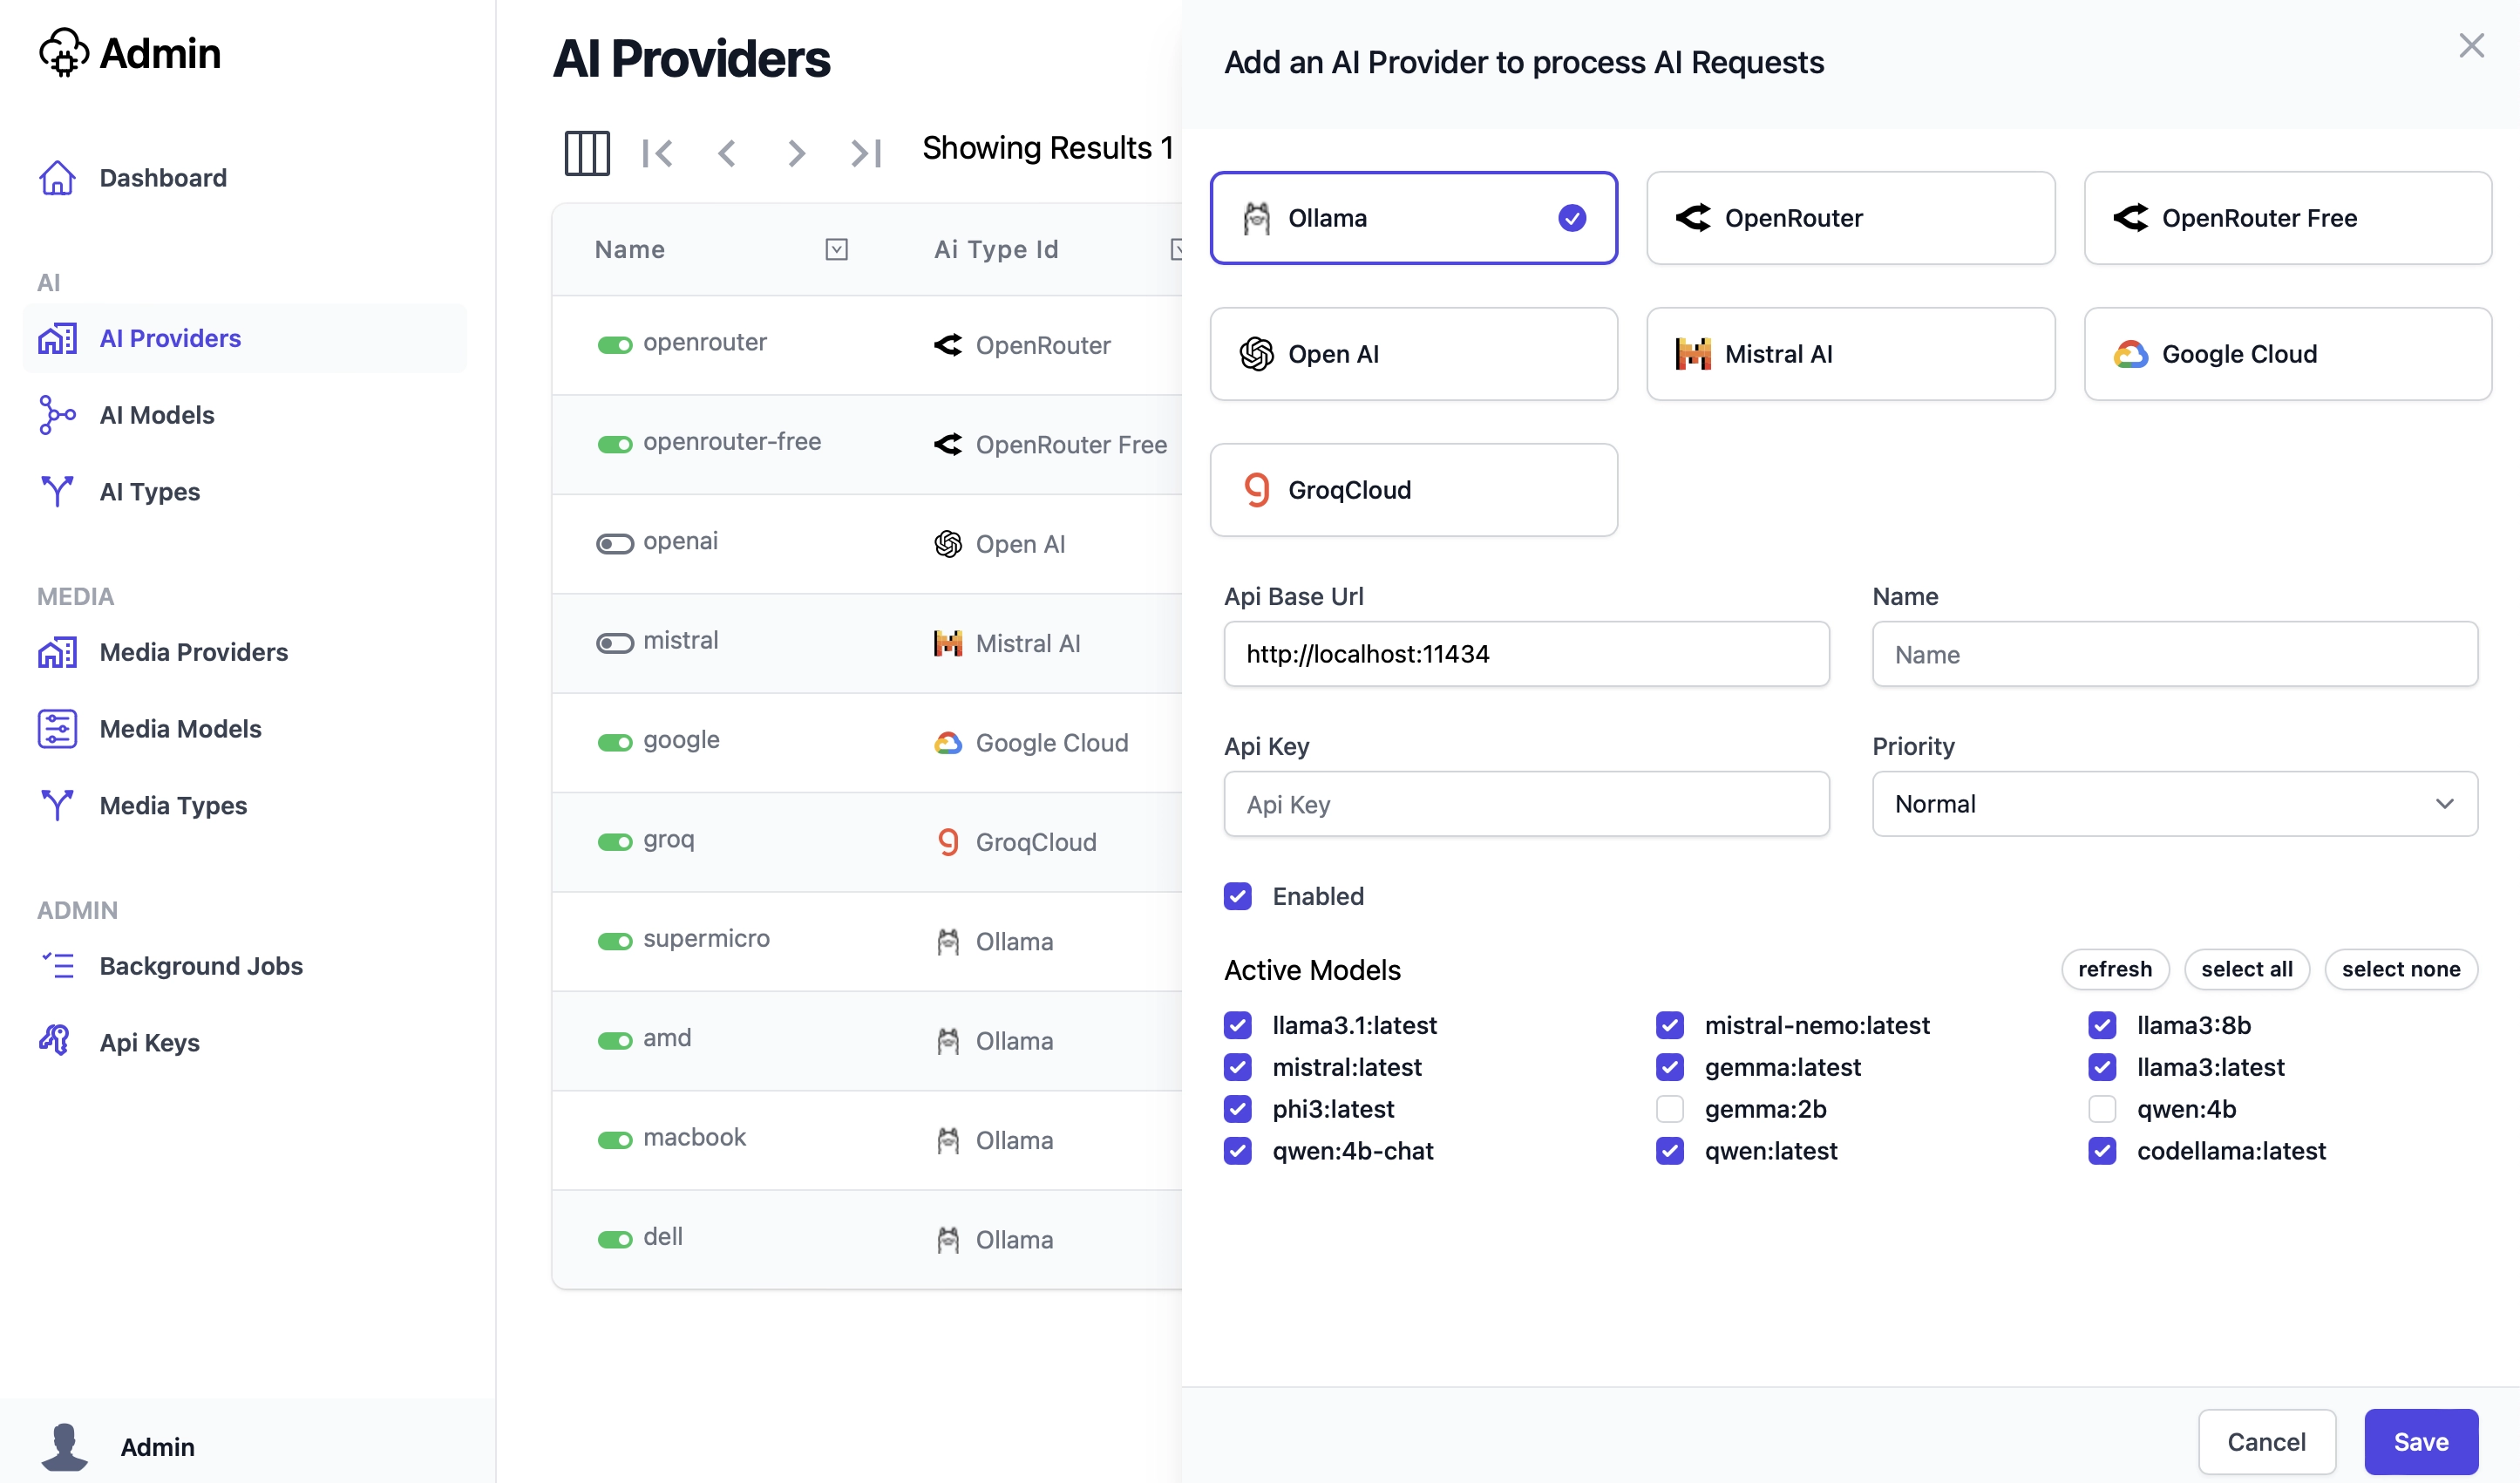 Admin
Dashboard
AI
AI Providers
AI Models
AI Types
MEDIA
Media Providers
Media Models
Media Types
ADMIN
Background Jobs
Api Keys
Admin
AI Providers
Showing Results 1
Name
Ai Type Id
openrouter
OpenRouter
openrouter-free
OpenRouter Free
openai
Open AI
mistral
Mistral AI
google
Google Cloud
groq
GroqCloud
supermicro
Ollama
amd
Ollama
macbook
Ollama
dell
Ollama
Add an AI Provider to process AI Requests
Ollama
OpenRouter
OpenRouter Free
Open AI
Mistral AI
Google Cloud
GroqCloud
Api Base Url
Name
http://localhost:11434
Name
Api Key
Priority
Api Key
Normal
Enabled
Active Models
refresh
select all
select none
llama3.1:latest
mistral-nemo:latest
llama3:8b
mistral:latest
gemma:latest
llama3:latest
phi3:latest
gemma:2b
qwen:4b
qwen:4b-chat
qwen:latest
codellama:latest
Cancel
Save